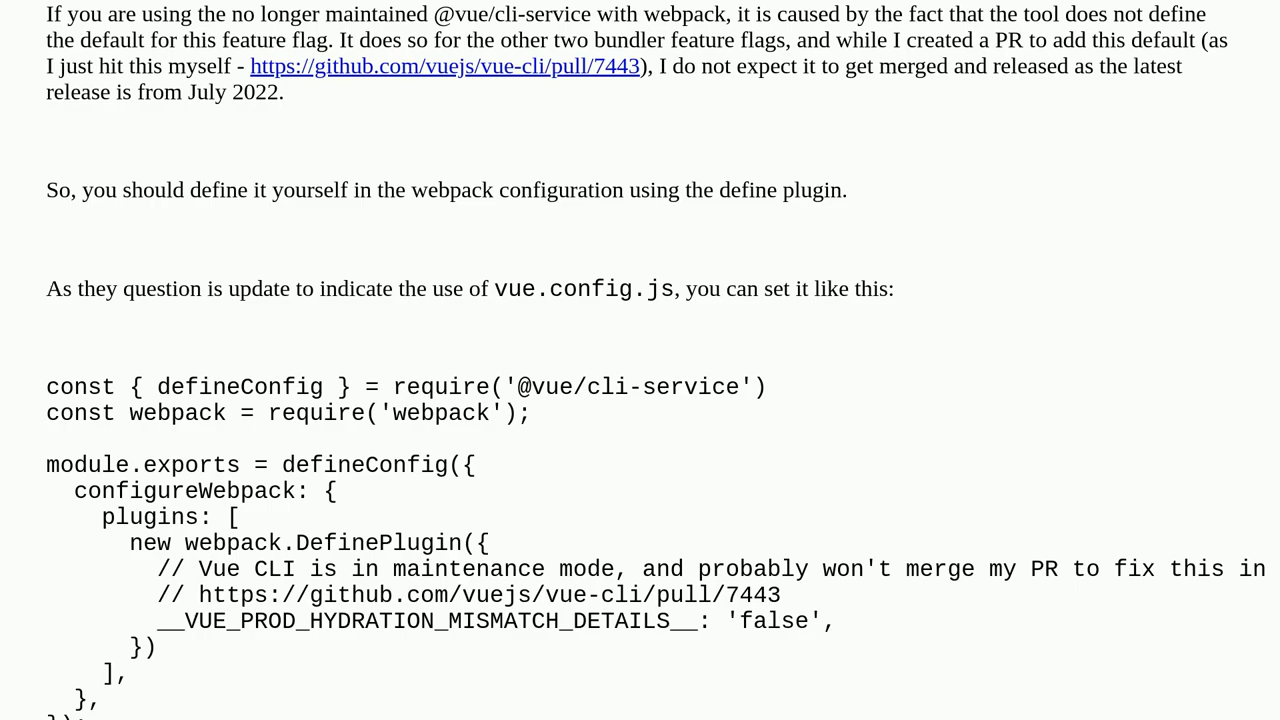 If you are using the no longer maintained @vue/cli-service with webpack, it is caused by the fact that the tool does not define
the default for this feature flag. It does so for the other two bundler feature flags, and while I created a PR to add this default (as
I just hit this myself - https://github.com/vuejs/vue-cli/pull/7443), I do not expect it to get merged and released as the latest
release is from July 2022.
So, you should define it yourself in the webpack configuration using the define plugin.
As they question is update to indicate the use of vue.config.js, you can set it like this:
const { defineConfig } = require('@vue/cli-service')
const webpack = require('webpack');
module.exports = defineConfig({
  configureWebpack: {
    plugins: [
      new webpack.DefinePlugin({
        // Vue CLI is in maintenance mode, and probably won't merge my PR to fix this in
        // https://github.com/vuejs/vue-cli/pull/7443
        __VUE_PROD_HYDRATION_MISMATCH_DETAILS__: 'false',
      })
    ],
  },
});